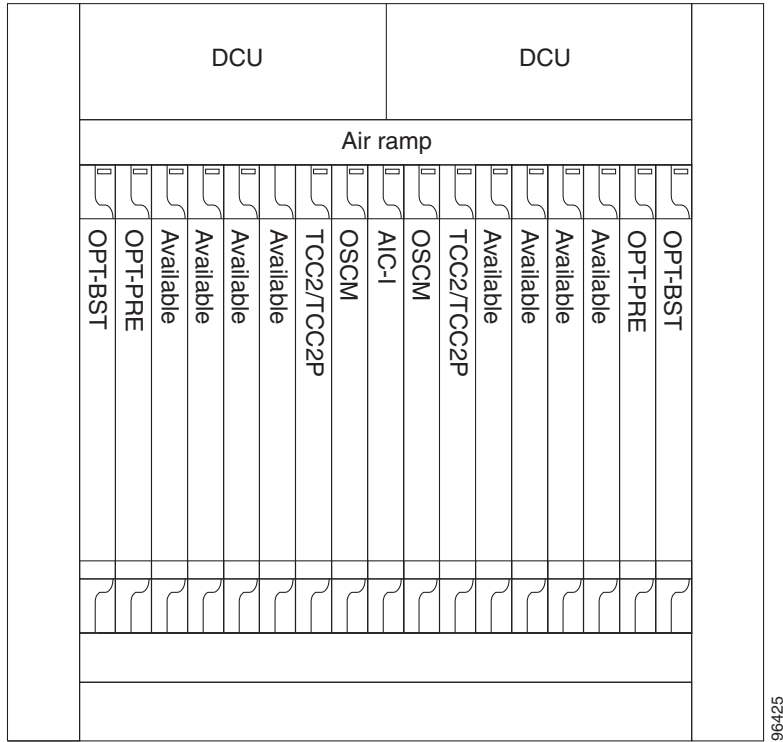 DCU
DCU
Air ramp
OPT-BST
OPT-PRE
Available
Available
Available
Available
TCC2/TCC2P
OSCM
AIC-I
OSCM
TCC2/TCC2P
Available
Available
Available
Available
OPT-PRE
OPT-BST
96425